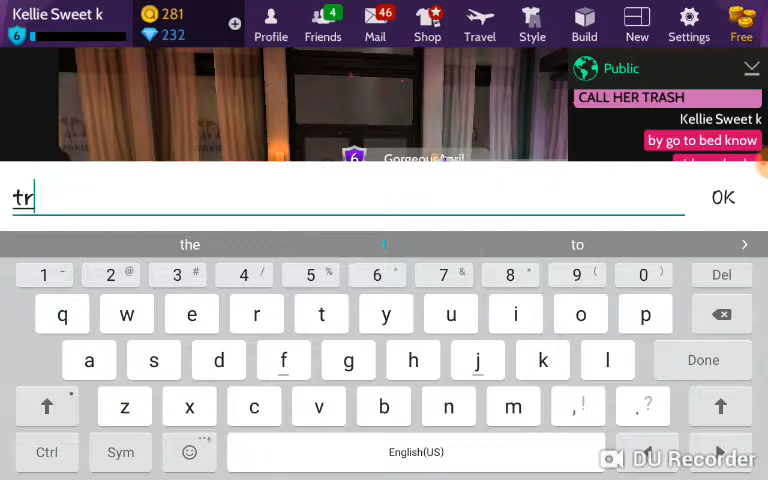 Kellie Sweet k
6
281
232
Profile
4
Friends
46
Mail
Shop
Travel
Style
Build
New
Settings
Free
Public
CALL HER TRASH
Kellie Sweet k
by go to bed know
6
tr
OK
the
I
to
1 -
2 @
3 #
4 /
5 %
6 ^
7 &
8 *
9 (
0 )
Del
q w e r t y u i o p
a s d f g h j k l
Done
z x c v b n m , ! . ?
Ctrl
Sym
English(US)
DU Recorder